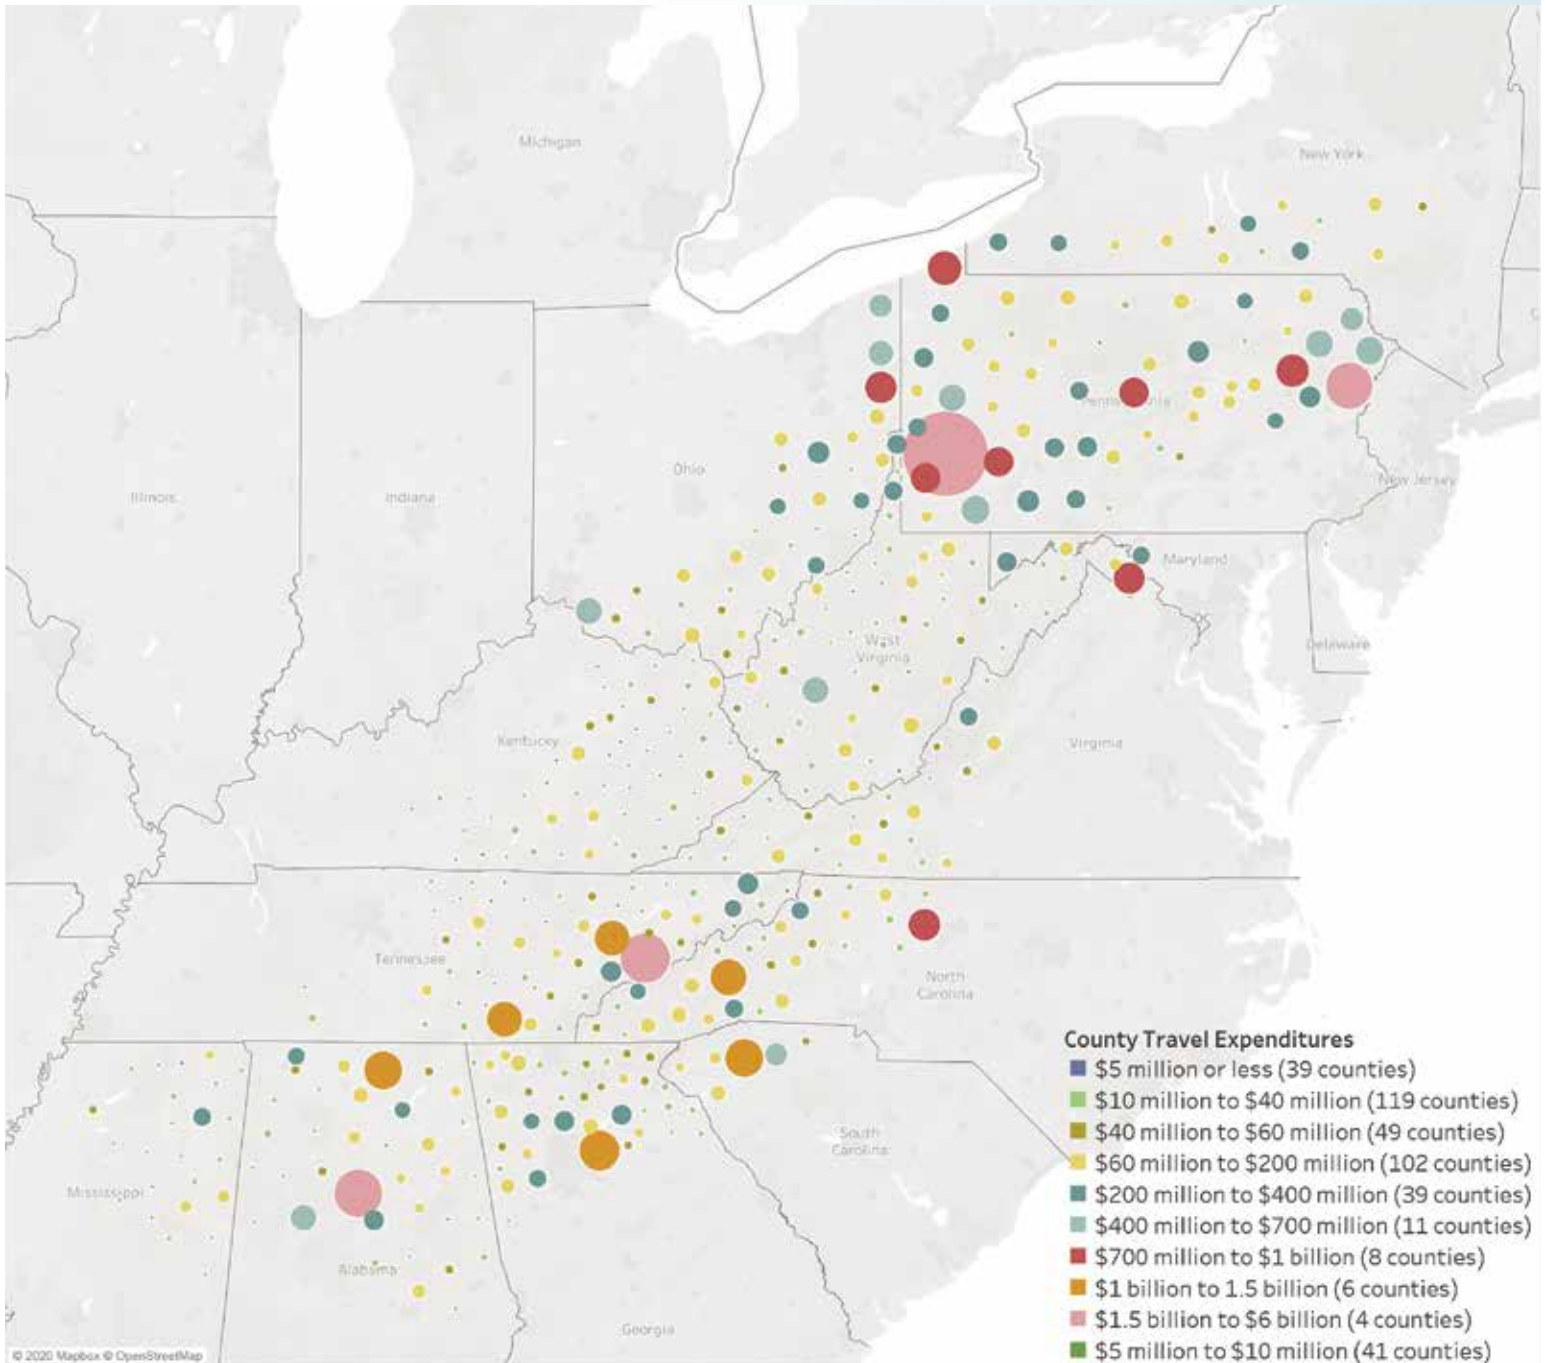 Michigan
New York
Pennsylvania
Ohio
Illinois
Indiana
New Jersey
Maryland
West
Virginia
Delaware
Kentucky
Virginia
Tennessee
North
Carolina
County Travel Expenditures
$5 million or less (39 counties)
$10 million to $40 million (119 counties)
$40 million to $60 million (49 counties)
$60 million to $200 million (102 counties)
$200 million to $400 million (39 counties)
$400 million to $700 million (11 counties)
$700 million to $1 billion (8 counties)
$1 billion to 1.5 billion (6 counties)
$1.5 billion to $6 billion (4 counties)
$5 million to $10 million (41 counties)
South
Carolina
Mississippi
Alabama
Georgia
© 2020 Mapbox © OpenStreetMap